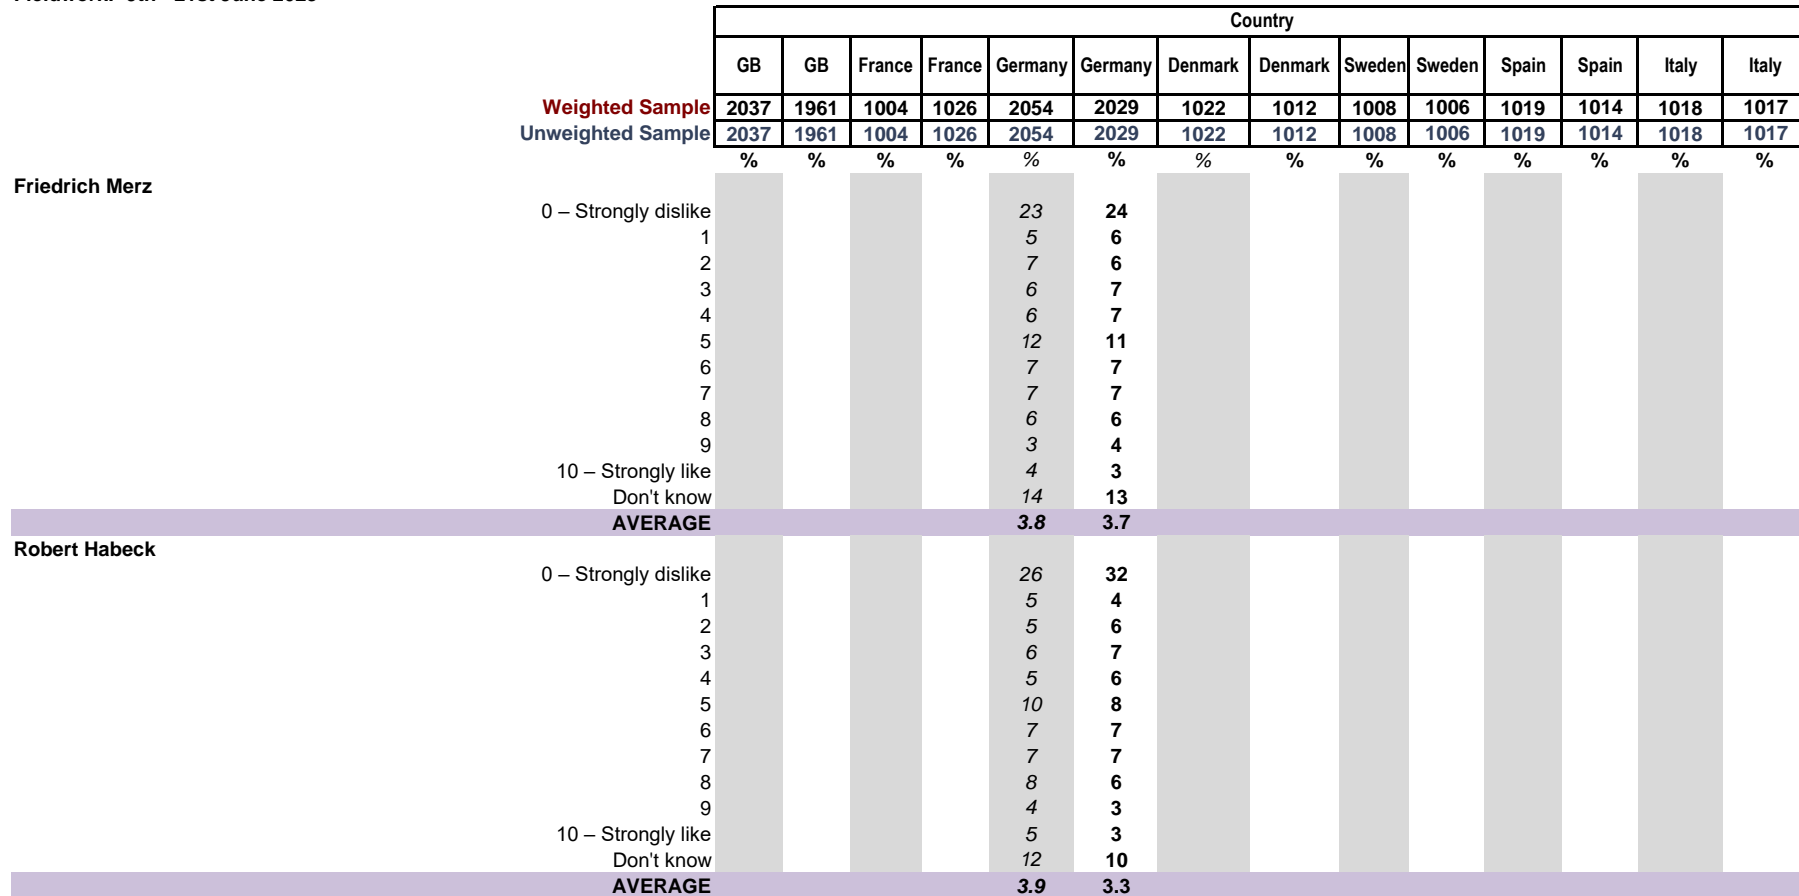 Country
GB GB France France Germany Germany Denmark Denmark Sweden Sweden Spain Spain Italy Italy
Weighted Sample 2037 1961 1004 1026 2054 2029 1022 1012 1008 1006 1019 1014 1018 1017
Unweighted Sample 2037 1961 1004 1026 2054 2029 1022 1012 1008 1006 1019 1014 1018 1017
% % % % % % % % % % % % % %
Friedrich Merz
0 – Strongly dislike 23 24
1 5 6
2 7 6
3 6 7
4 6 7
5 12 11
6 7 7
7 7 7
8 6 6
9 3 4
10 – Strongly like 4 3
Don't know 14 13
AVERAGE 3.8 3.7
Robert Habeck
0 – Strongly dislike 26 32
1 5 4
2 5 6
3 6 7
4 5 6
5 10 8
6 7 7
7 7 7
8 8 6
9 4 3
10 – Strongly like 5 3
Don't know 12 10
AVERAGE 3.9 3.3